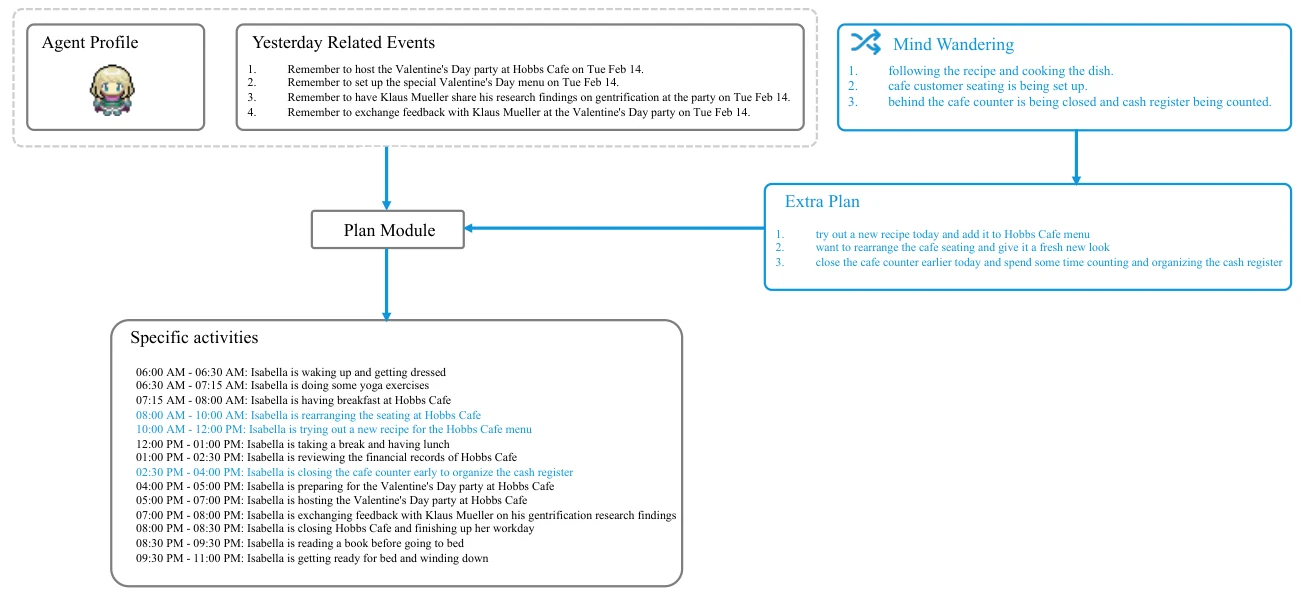 Agent Profile
Yesterday Related Events
1. Remember to host the Valentine's Day party at Hobbs Cafe on Tue Feb 14.
2. Remember to set up the special Valentine's Day menu on Tue Feb 14.
3. Remember to have Klaus Mueller share his research findings on gentrification at the party on Tue Feb 14.
4. Remember to exchange feedback with Klaus Mueller at the Valentine's Day party on Tue Feb 14.
Mind Wandering
1. following the recipe and cooking the dish.
2. cafe customer seating is being set up.
3. behind the cafe counter is being closed and cash register being counted.
Extra Plan
1. try out a new recipe today and add it to Hobbs Cafe menu
2. want to rearrange the cafe seating and give it a fresh new look
3. close the cafe counter earlier today and spend some time counting and organizing the cash register
Plan Module
Specific activities
06:00 AM - 06:30 AM: Isabella is waking up and getting dressed
06:30 AM - 07:15 AM: Isabella is doing some yoga exercises
07:15 AM - 08:00 AM: Isabella is having breakfast at Hobbs Cafe
08:00 AM - 10:00 AM: Isabella is rearranging the seating at Hobbs Cafe
10:00 AM - 12:00 PM: Isabella is trying out a new recipe for the Hobbs Cafe menu
12:00 PM - 01:00 PM: Isabella is taking a break and having lunch
01:00 PM - 02:30 PM: Isabella is reviewing the financial records of Hobbs Cafe
02:30 PM - 04:00 PM: Isabella is closing the cafe counter early to organize the cash register
04:00 PM - 05:00 PM: Isabella is preparing for the Valentine's Day party at Hobbs Cafe
05:00 PM - 07:00 PM: Isabella is hosting the Valentine's Day party at Hobbs Cafe
07:00 PM - 08:00 PM: Isabella is exchanging feedback with Klaus Mueller on his gentrification research findings
08:00 PM - 08:30 PM: Isabella is closing Hobbs Cafe and finishing up her workday
08:30 PM - 09:30 PM: Isabella is reading a book before going to bed
09:30 PM - 11:00 PM: Isabella is getting ready for bed and winding down